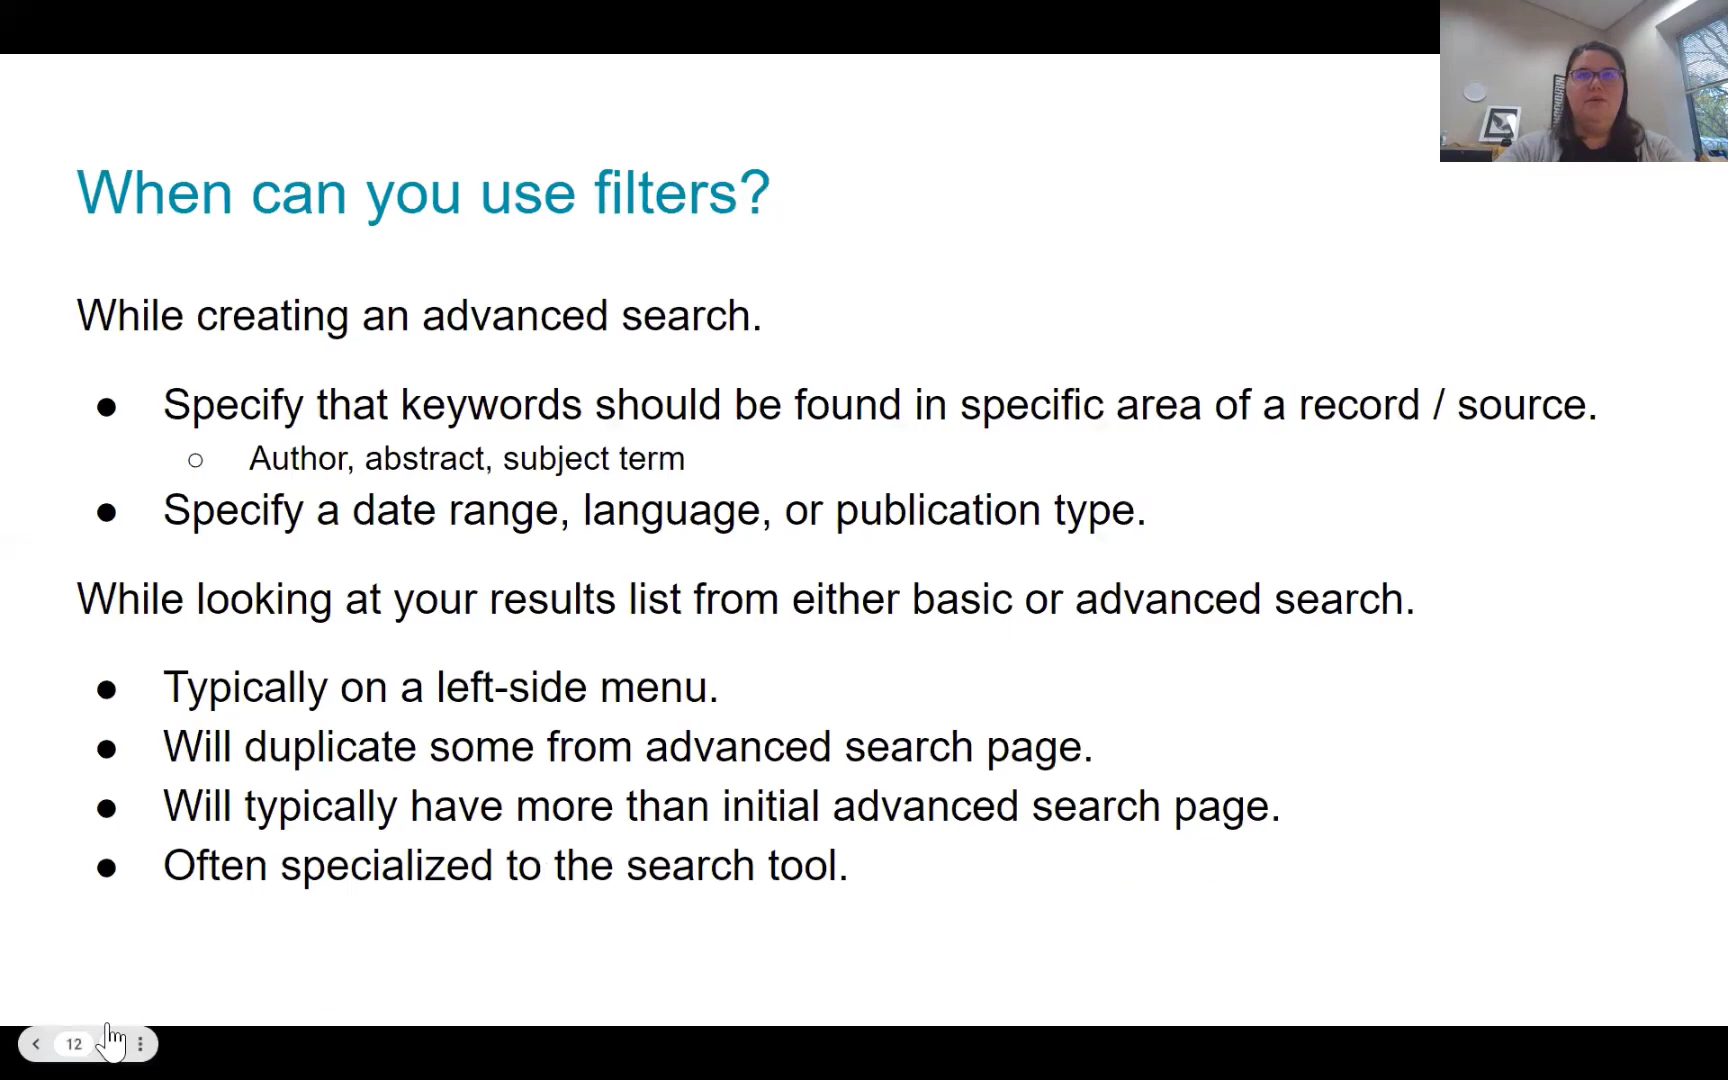 When can you use filters?
While creating an advanced search.
● Specify that keywords should be found in specific area of a record / source.
○ Author, abstract, subject term
● Specify a date range, language, or publication type.
While looking at your results list from either basic or advanced search.
● Typically on a left-side menu.
● Will duplicate some from advanced search page.
● Will typically have more than initial advanced search page.
● Often specialized to the search tool.
12